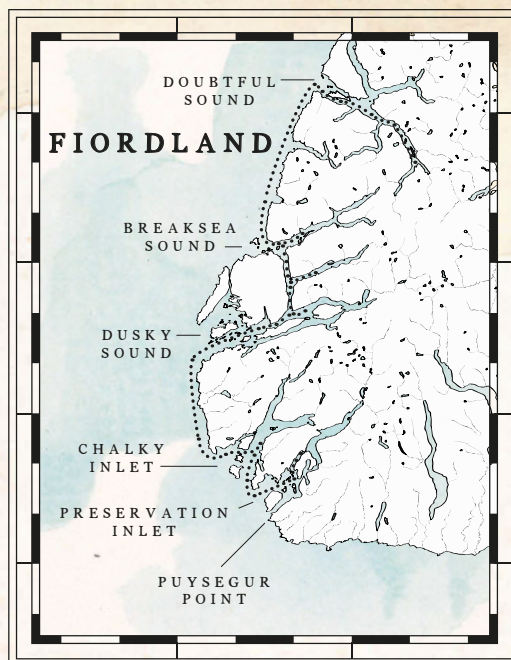 DOUBTFUL
SOUND
FIORDLAND
BREAKSEA
SOUND
DUSKY
SOUND
CHALKY
INLET
PRESERVATION
INLET
PUYSEGUR
POINT